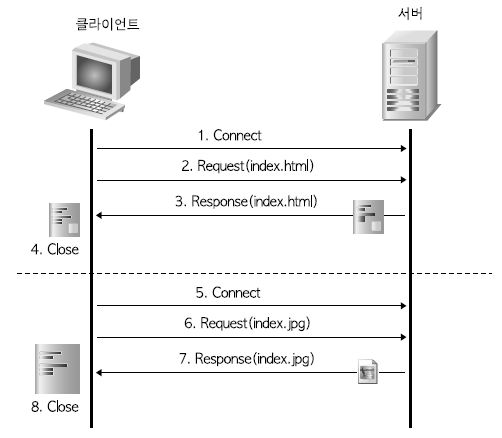 클라이언트
서버
1. Connect
2. Request(index.html)
3. Response(index.html)
4. Close
5. Connect
6. Request(index.jpg)
7. Response(index.jpg)
8. Close